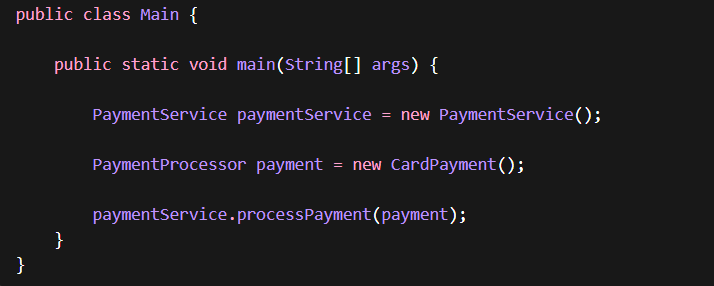 public class Main {
    public static void main(String[] args) {
        PaymentService paymentService = new PaymentService();
        PaymentProcessor payment = new CardPayment();
        paymentService.processPayment(payment);
    }
}